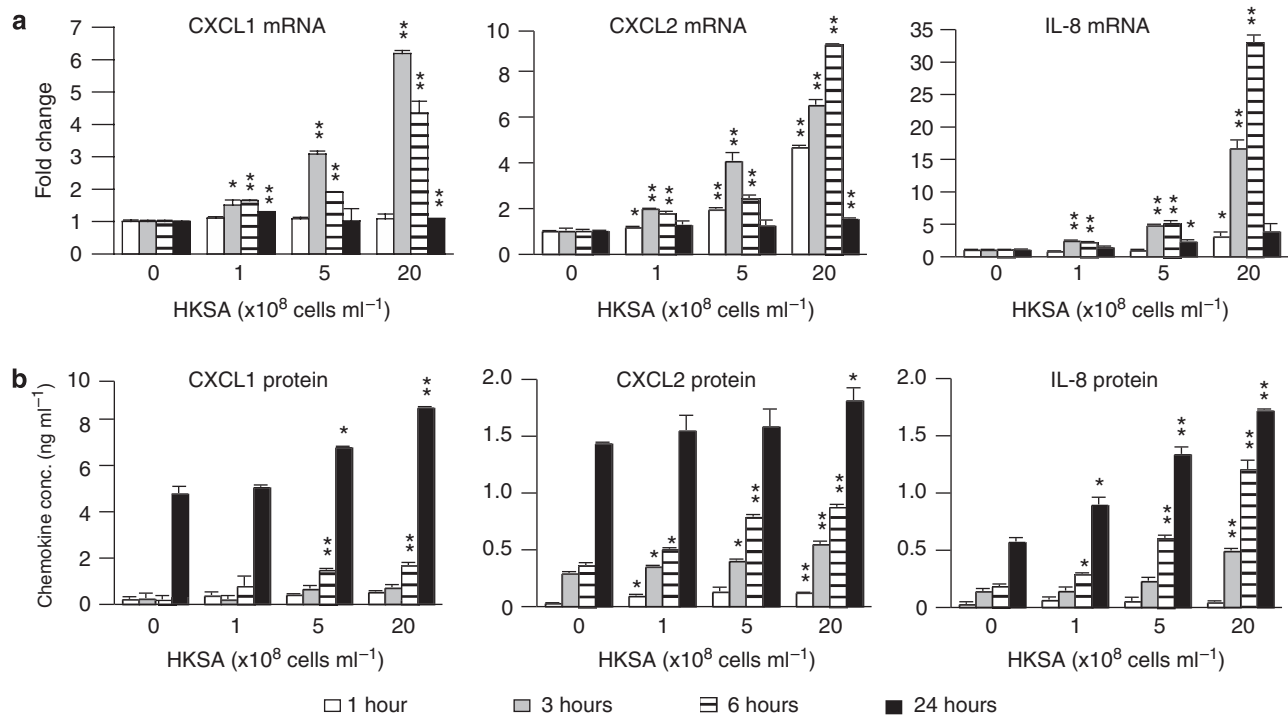 a
CXCL1 mRNA
CXCL2 mRNA
IL-8 mRNA
Fold change
7
6
5
4
3
2
1
0
10
8
6
4
2
0
35
30
25
20
15
10
5
0
* ** ** ** ** ** ** **
* ** ** ** ** ** ** ** ** **
** ** ** ** * * ** **
0 1 5 20
0 1 5 20
0 1 5 20
HKSA (x10⁸ cells ml⁻¹)
HKSA (x10⁸ cells ml⁻¹)
HKSA (x10⁸ cells ml⁻¹)
b
CXCL1 protein
CXCL2 protein
IL-8 protein
Chemokine conc. (ng ml⁻¹)
10
8
6
4
2
0
2.0
1.5
1.0
0.5
0
2.0
1.5
1.0
0.5
0
** * ** **
* * * * ** ** ** ** *
* * ** ** ** ** **
0 1 5 20
0 1 5 20
0 1 5 20
HKSA (x10⁸ cells ml⁻¹)
HKSA (x10⁸ cells ml⁻¹)
HKSA (x10⁸ cells ml⁻¹)
1 hour 3 hours 6 hours 24 hours